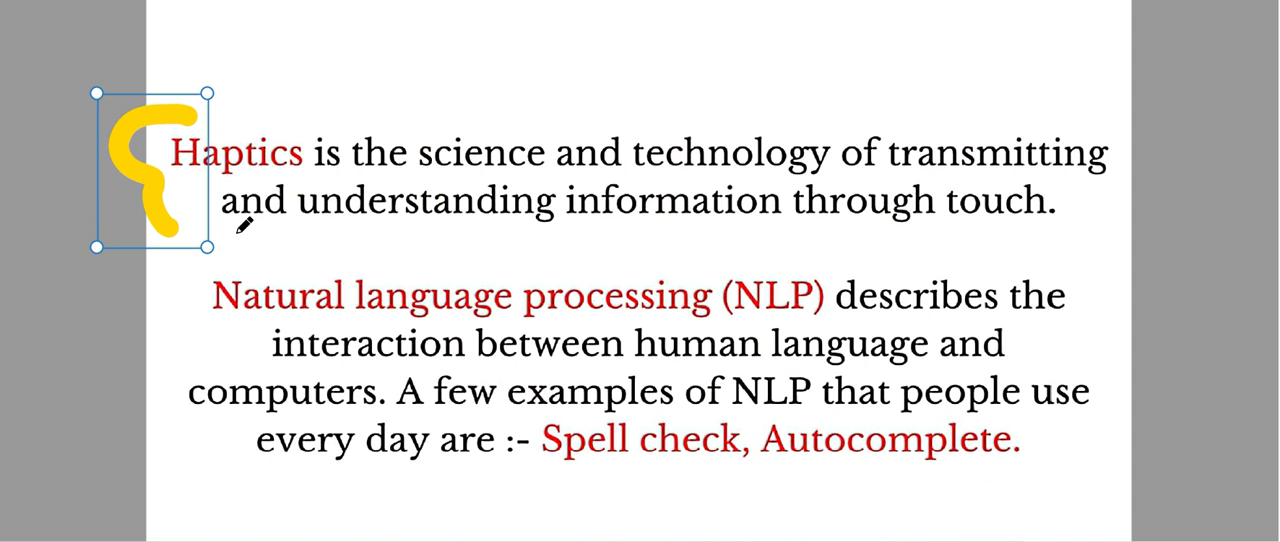 Haptics is the science and technology of transmitting
and understanding information through touch.
Natural language processing (NLP) describes the
interaction between human language and
computers. A few examples of NLP that people use
every day are :- Spell check, Autocomplete.